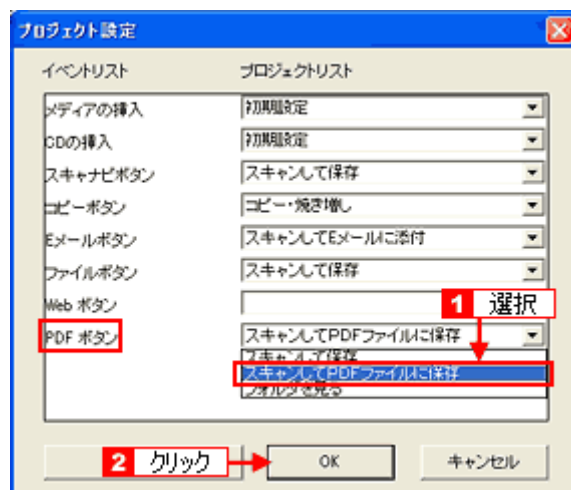 プロジェクト設定
イベントリスト プロジェクトリスト
メディアの挿入 初期設定
CDの挿入 初期設定
スキャナビボタン スキャンして保存
コピーボタン コピー・焼き増し
Eメールボタン スキャンしてEメールに添付
ファイルボタン スキャンして保存
Web ボタン
1 選択
PDF ボタン スキャンしてPDFファイルに保存
スキャンして保存
スキャンしてPDFファイルに保存
フォルダを見る
2 クリック OK キャンセル